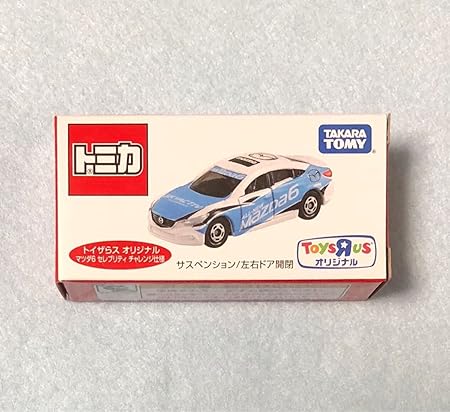 トミカ
TAKARA
TOMY
Mazda6
トイザらス オリジナル
マツダ6 セレブリティ チャレンジ仕様
サスペンション/左右ドア開閉
ToysRUs
オリジナル